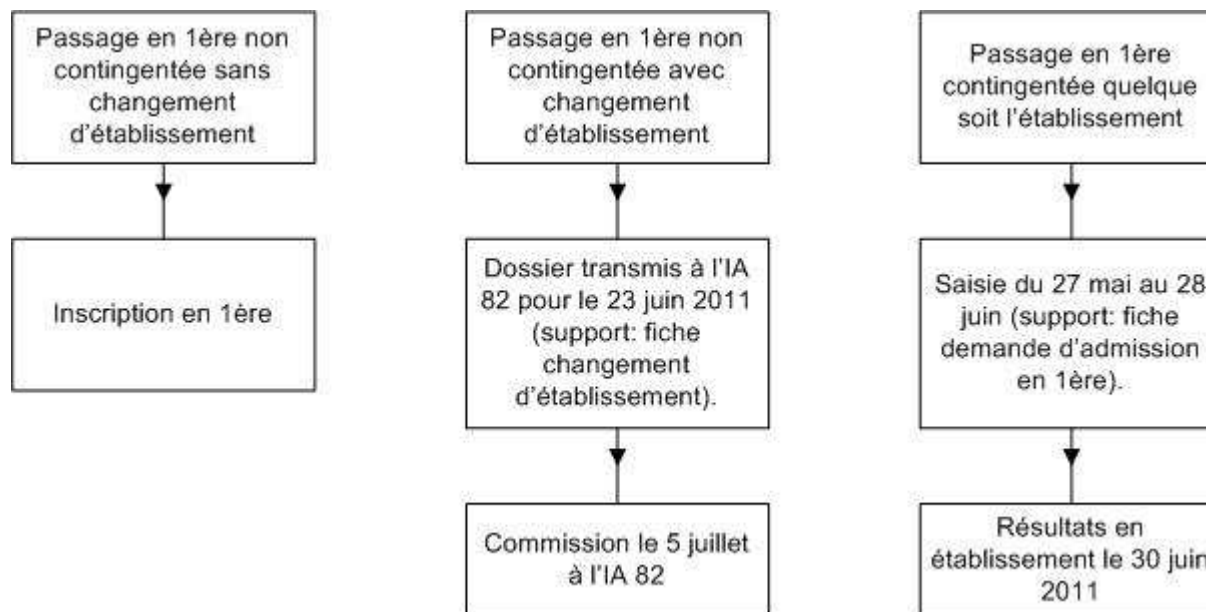 Passage en 1ère non
contingentée sans
changement
d'établissement
Inscription en 1ère
Passage en 1ère non
contingentée avec
changement
d'établissement
Dossier transmis à l'IA
82 pour le 23 juin 2011
(support: fiche
changement
d'établissement).
Commission le 5 juillet
à l'IA 82
Passage en 1ère
contingentée quelque
soit l'établissement
Saisie du 27 mai au 28
juin (support: fiche
demande d'admission
en 1ère).
Résultats en
établissement le 30 juin
2011